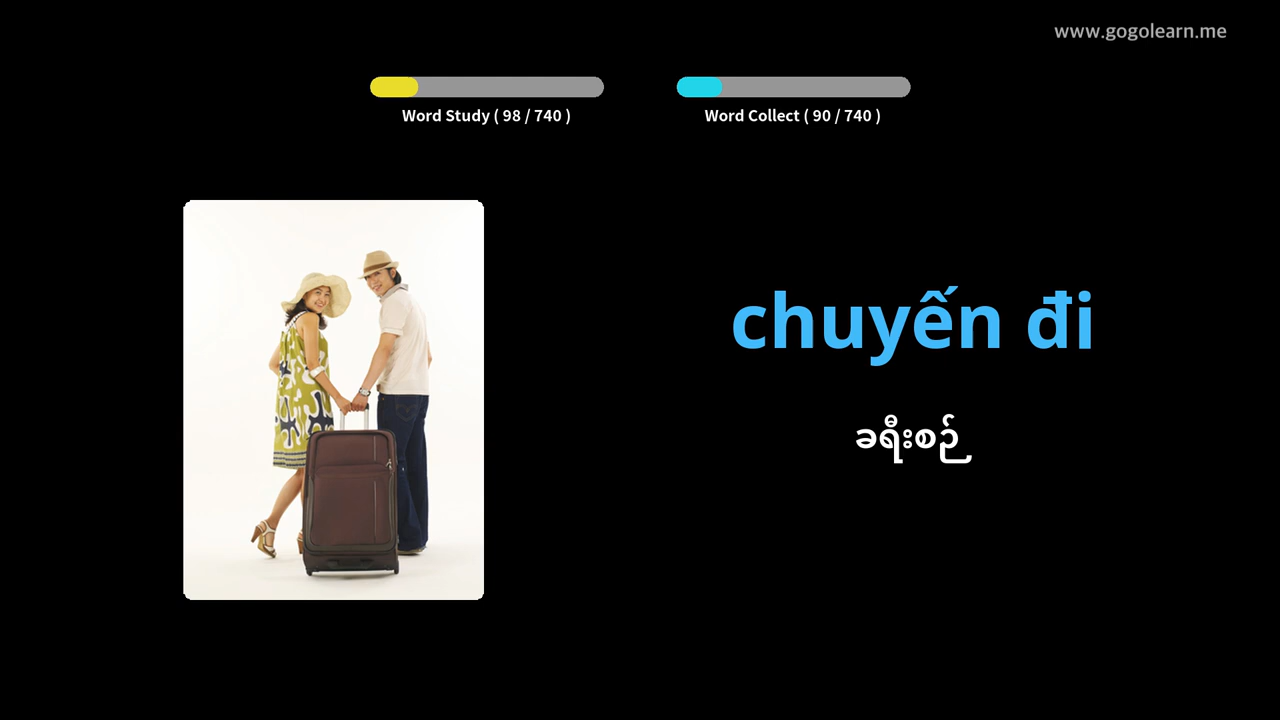 www.gogolearn.me
Word Study ( 98 / 740 )
Word Collect ( 90 / 740 )
chuyến đi
ခရီးစဉ်